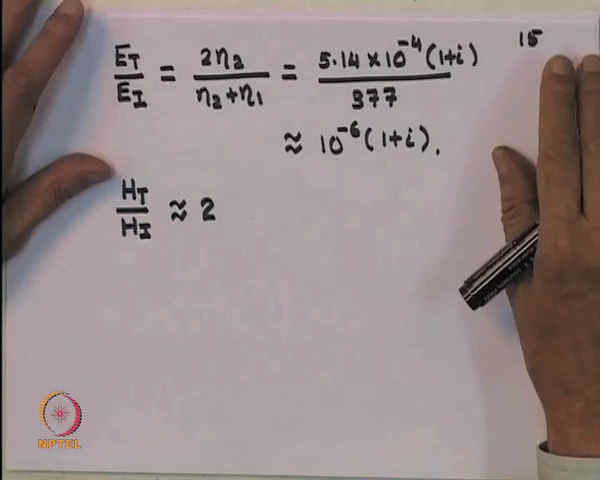 15
E_T/E_I = 2η₂/(η₂+η₁) = 5.14×10⁻⁴(1+i)/377
≈ 10⁻⁶(1+i).
H_T/H_I ≈ 2
NPTEL